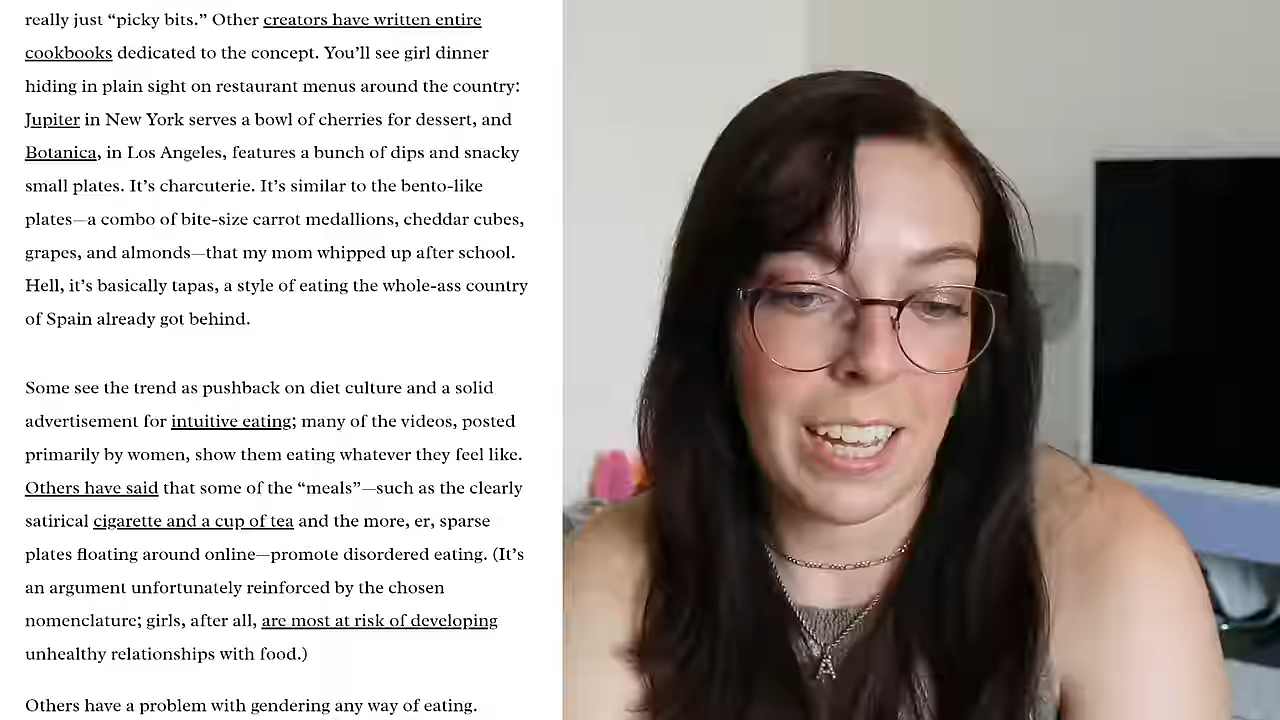 really just “picky bits.” Other creators have written entire
cookbooks dedicated to the concept. You’ll see girl dinner
hiding in plain sight on restaurant menus around the country:
Jupiter in New York serves a bowl of cherries for dessert, and
Botanica, in Los Angeles, features a bunch of dips and snacky
small plates. It’s charcuterie. It’s similar to the bento-like
plates—a combo of bite-size carrot medallions, cheddar cubes,
grapes, and almonds—that my mom whipped up after school.
Hell, it’s basically tapas, a style of eating the whole-ass country
of Spain already got behind.
Some see the trend as pushback on diet culture and a solid
advertisement for intuitive eating; many of the videos, posted
primarily by women, show them eating whatever they feel like.
Others have said that some of the “meals”—such as the clearly
satirical cigarette and a cup of tea and the more, er, sparse
plates floating around online—promote disordered eating. (It’s
an argument unfortunately reinforced by the chosen
nomenclature; girls, after all, are most at risk of developing
unhealthy relationships with food.)
Others have a problem with gendering any way of eating.
A